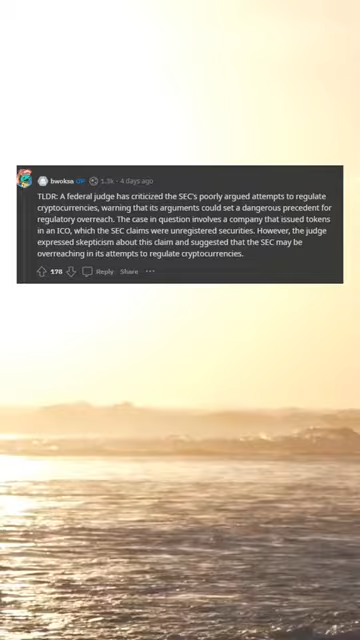 bwoksa OP 1.3k · 4 days ago
TLDR: A federal judge has criticized the SEC's poorly argued attempts to regulate
cryptocurrencies, warning that its arguments could set a dangerous precedent for
regulatory overreach. The case in question involves a company that issued tokens
in an ICO, which the SEC claims were unregistered securities. However, the judge
expressed skepticism about this claim and suggested that the SEC may be
overreaching in its attempts to regulate cryptocurrencies.
178 Reply Share ···